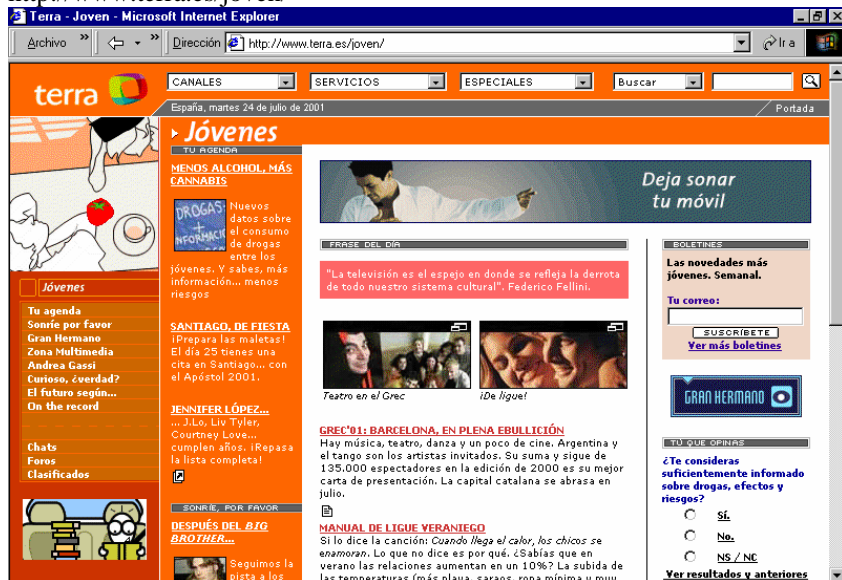 http://www.terra.es/joven/
Terra - Joven - Microsoft Internet Explorer
Archivo
Dirección
http://www.terra.es/joven/
Ir a
terra
CANALES
SERVICIOS
ESPECIALES
Buscar
España, martes 24 de julio de 2001
Portada
Jóvenes
TU AGENDA
MENOS ALCOHOL, MÁS
CANNABIS
DROGAS
+
INFORMACIÓ
Nuevos
datos sobre
el consumo
de drogas
entre los
jóvenes. Y sabes, más
información... menos
riesgos
SANTIAGO, DE FIESTA
¡Prepara las maletas!
El día 25 tienes una
cita en Santiago... con
el Apóstol 2001.
JENNIFER LÓPEZ...
... J.Lo, Liv Tyler,
Courtney Love...
cumplen años. ¡Repasa
la lista completa!
SONRÍE, POR FAVOR
DESPUÉS DEL BIG
BROTHER...
Seguimos la
pista a los
Jóvenes
Tu agenda
Sonríe por favor
Gran Hermano
Zona Multimedia
Andrea Gassi
Curioso, ¿verdad?
El futuro según...
On the record
Chats
Foros
Clasificados
Deja sonar
tu móvil
FRASE DEL DÍA
"La televisión es el espejo en donde se refleja la derrota
de todo nuestro sistema cultural". Federico Fellini.
Teatro en el Grec
¡De ligue!
GREC'01: BARCELONA, EN PLENA EBULLICIÓN
Hay música, teatro, danza y un poco de cine. Argentina y
el tango son los artistas invitados. Su suma y sigue de
135.000 espectadores en la edición de 2000 es su mejor
carta de presentación. La capital catalana se abrasa en
julio.
MANUAL DE LIGUE VERANIEGO
Si lo dice la canción: Cuando llega el calor, los chicos se
enamoran. Lo que no dice es por qué. ¿Sabías que en
verano las relaciones aumentan en un 10%? La subida de
las temperaturas (más playa, saraos, ropa mínima y muy
BOLETINES
Las novedades más
jóvenes. Semanal.
Tu correo:
SUSCRÍBETE
Ver más boletines
GRAN HERMANO
TÚ QUE OPINAS
¿Te consideras
suficientemente informado
sobre drogas, efectos y
riesgos?
Sí.
No.
NS / NC
Ver resultados y anteriores